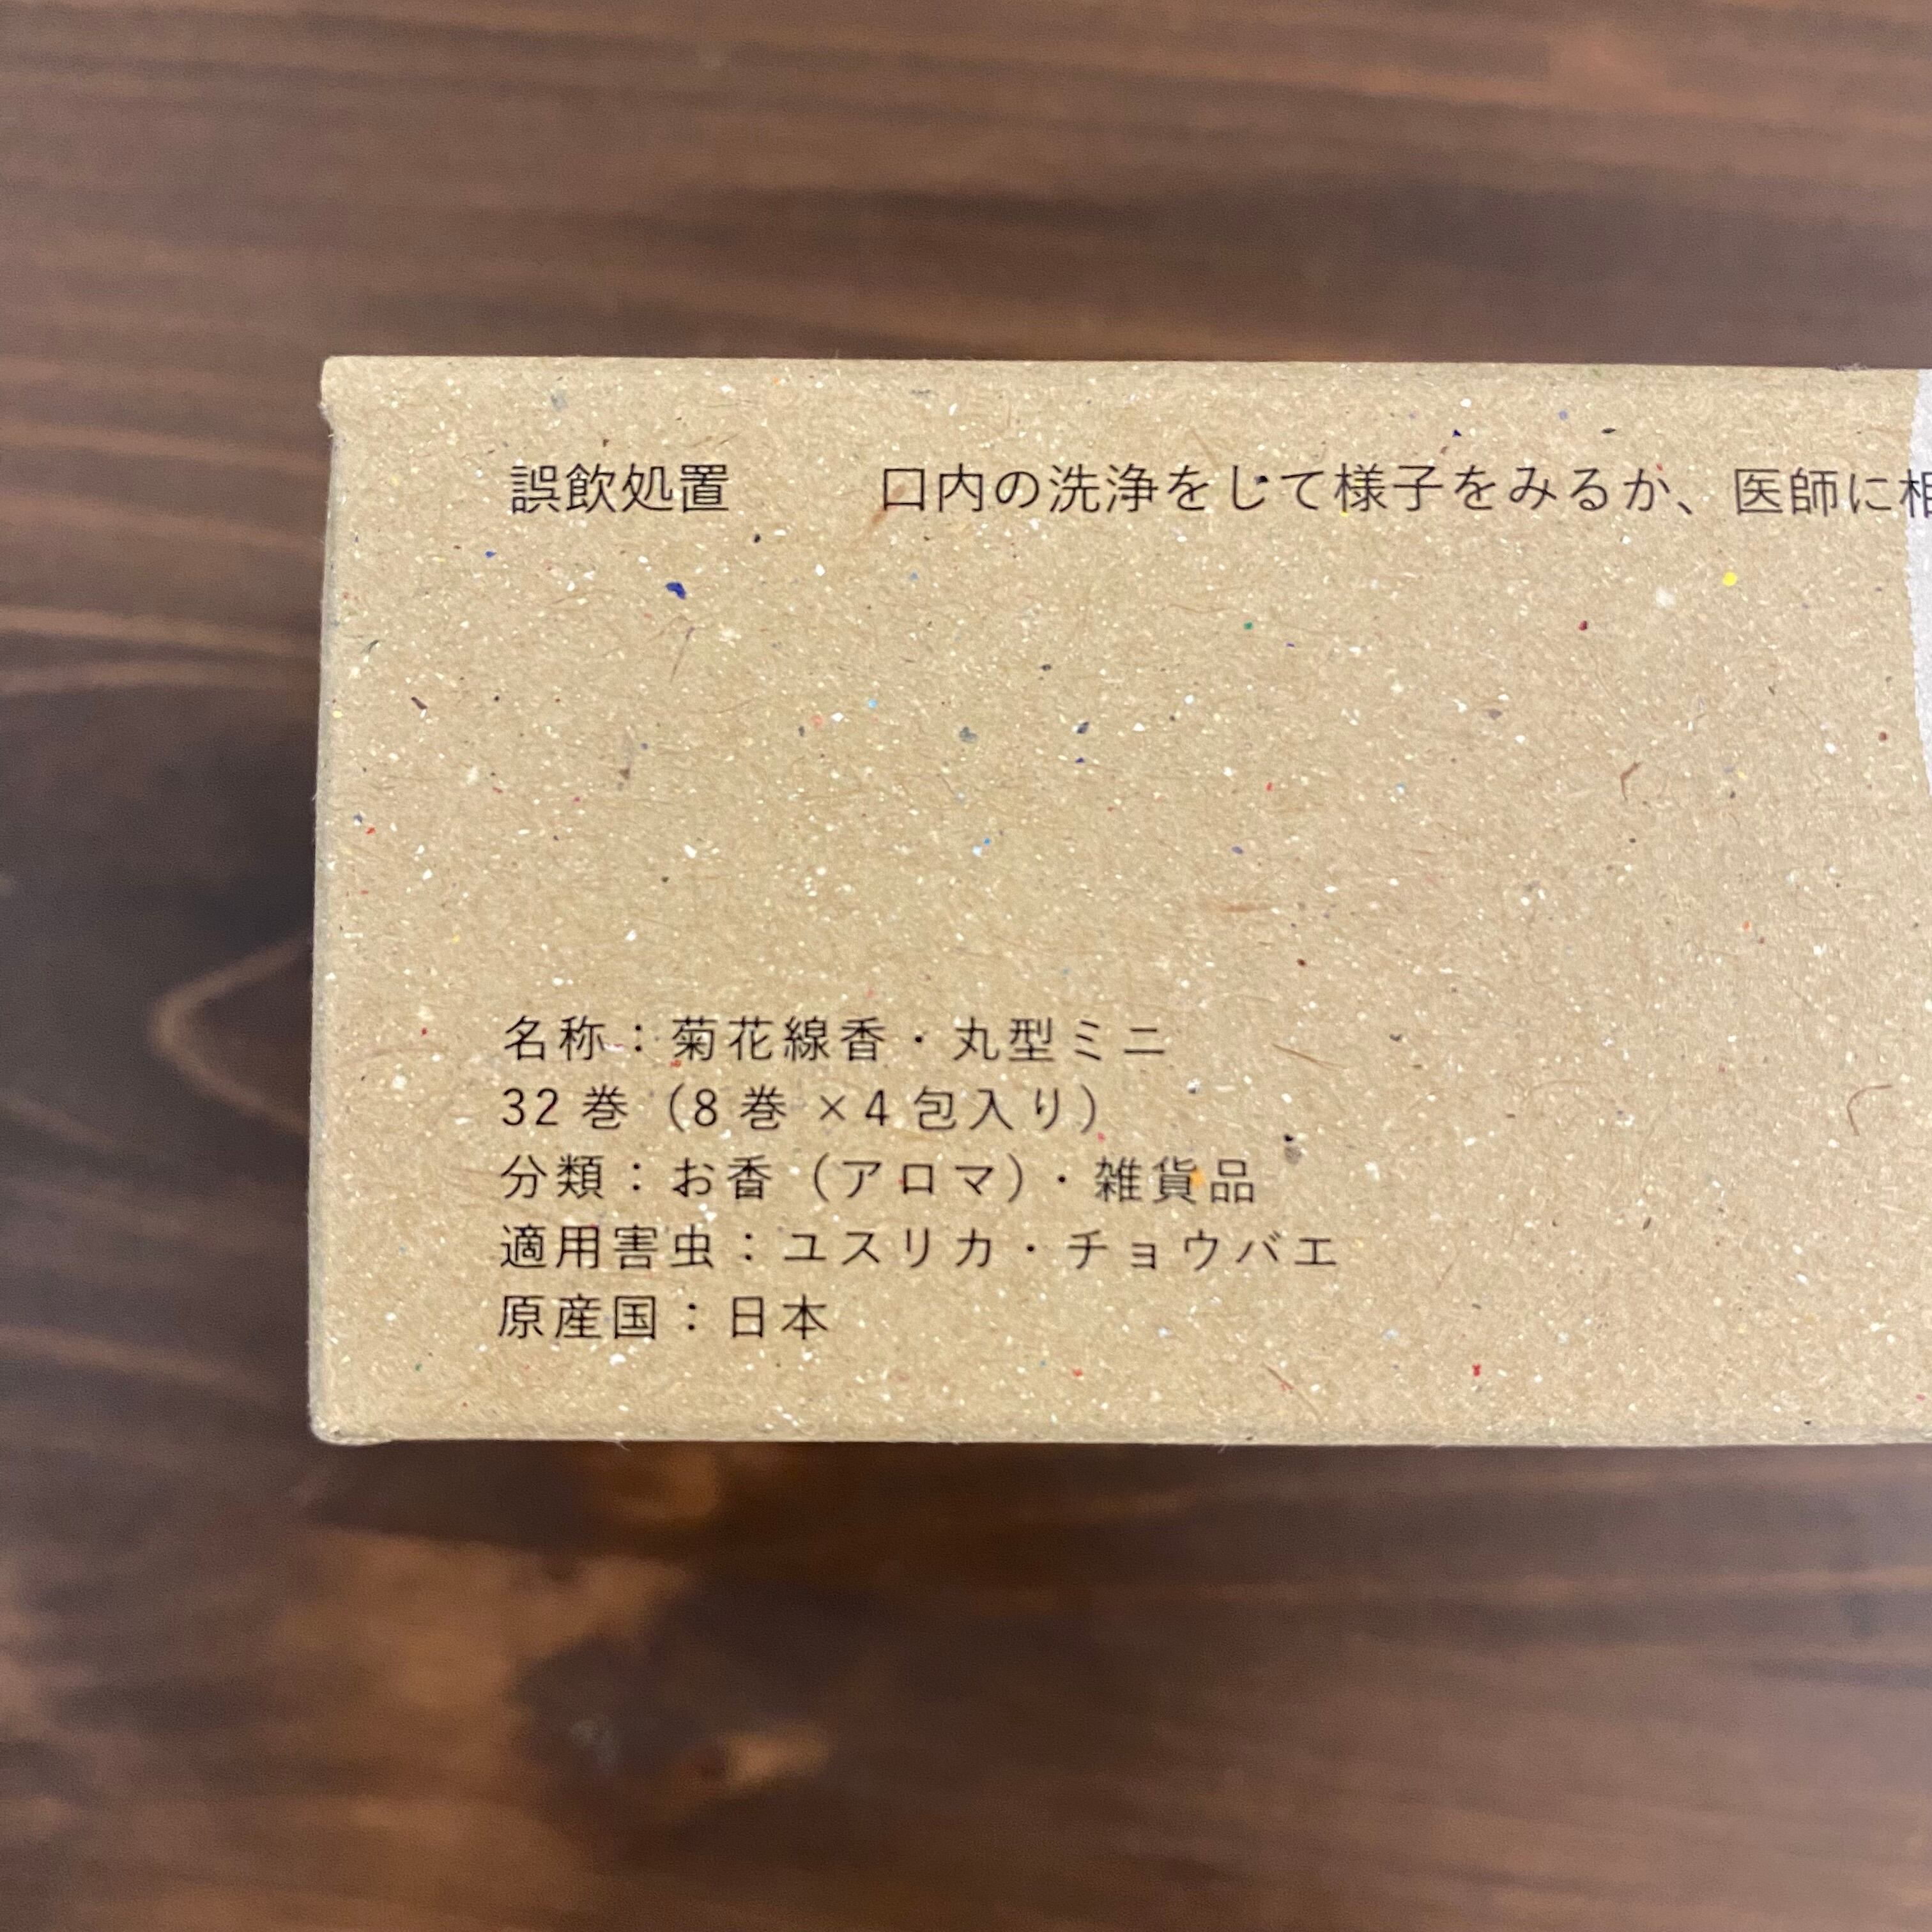 誤飲処置　口内の洗浄をして様子をみるか、医師に相
名称：菊花線香・丸型ミニ
32巻（8巻×4包入り）
分類：お香（アロマ）・雑貨品
適用害虫：ユスリカ・チョウバエ
原産国：日本